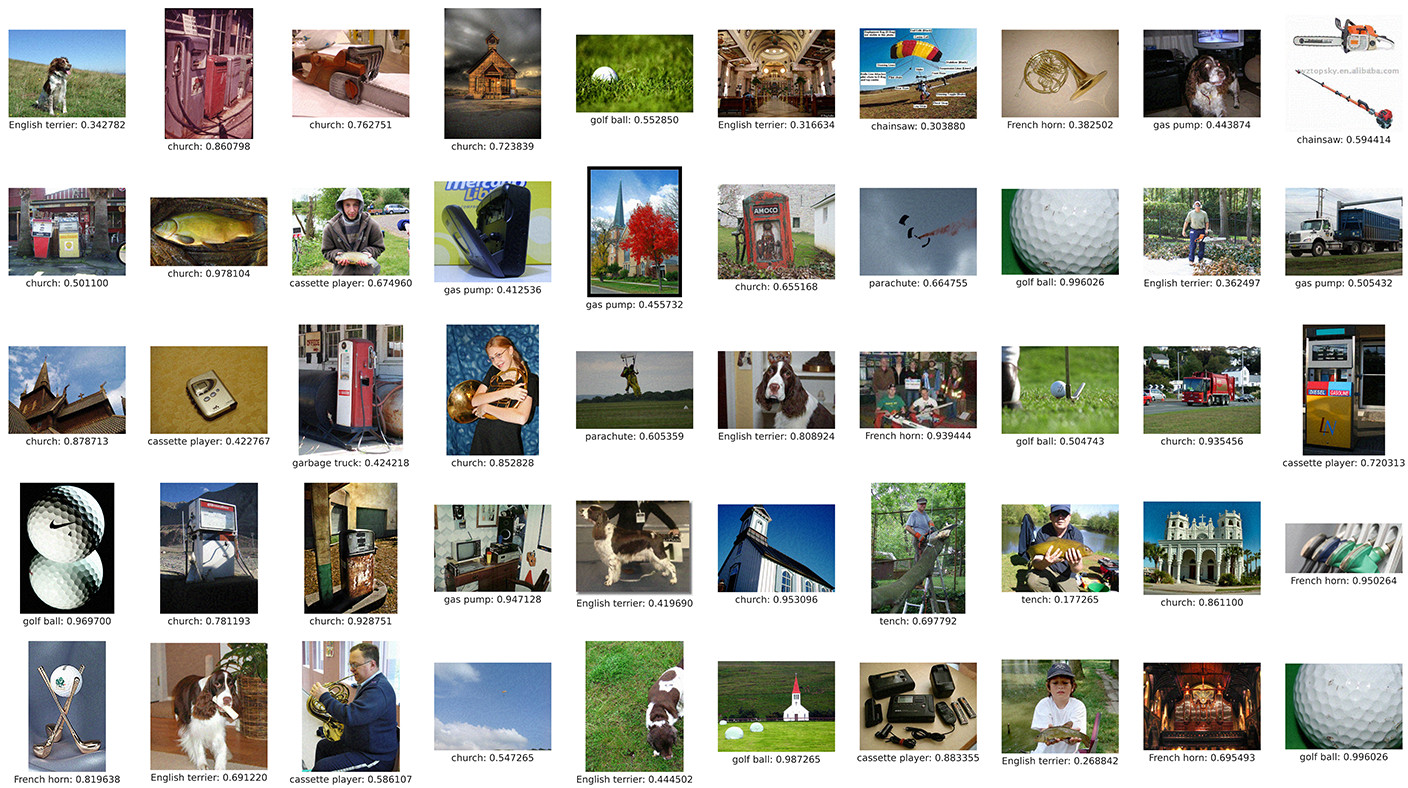 English terrier: 0.342782
church: 0.860798
church: 0.762751
church: 0.723839
golf ball: 0.552850
English terrier: 0.316634
chainsaw: 0.303880
French horn: 0.382502
gas pump: 0.443874
topsky.en.alibaba.com
chainsaw: 0.594414
church: 0.501100
church: 0.978104
cassette player: 0.674960
gas pump: 0.412536
gas pump: 0.455732
AMOCO
church: 0.655168
parachute: 0.664755
golf ball: 0.996026
English terrier: 0.362497
gas pump: 0.505432
church: 0.878713
cassette player: 0.422767
OFFICE
garbage truck: 0.424218
church: 0.852828
parachute: 0.605359
English terrier: 0.808924
French horn: 0.939444
golf ball: 0.504743
church: 0.935456
DIESEL GASOLINE
cassette player: 0.720313
golf ball: 0.969700
church: 0.781193
church: 0.928751
gas pump: 0.947128
English terrier: 0.419690
church: 0.953096
tench: 0.697792
tench: 0.177265
church: 0.861100
French horn: 0.950264
French horn: 0.819638
English terrier: 0.691220
cassette player: 0.586107
church: 0.547265
English terrier: 0.444502
golf ball: 0.987265
cassette player: 0.883355
English terrier: 0.268842
French horn: 0.695493
golf ball: 0.996026